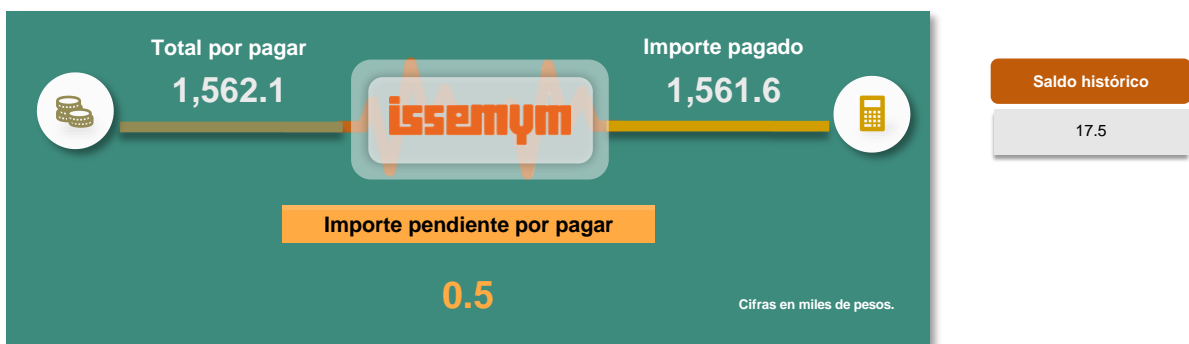 Total por pagar
1,562.1
issemym
Importe pagado
1,561.6
Importe pendiente por pagar
0.5
Cifras en miles de pesos.
Saldo histórico
17.5